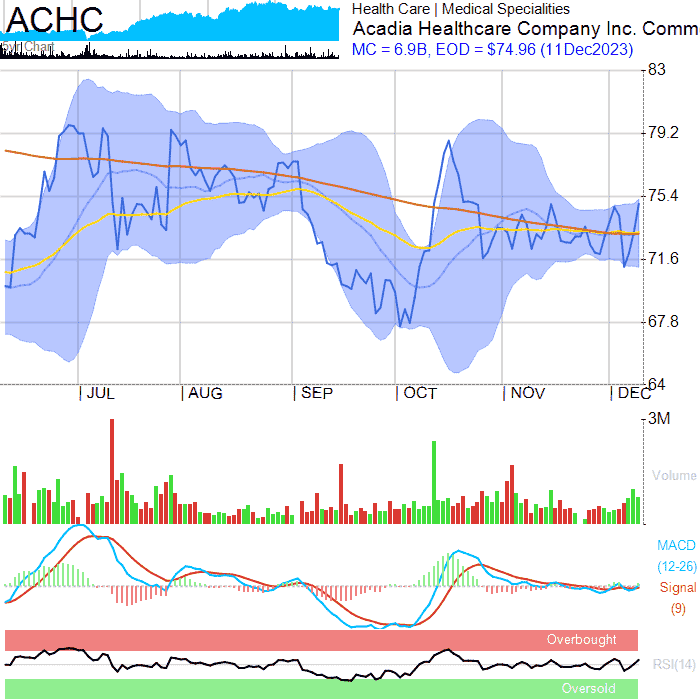 ACHC
Health Care | Medical Specialities
Acadia Healthcare Company Inc. Comm
MC = 6.9B, EOD = $74.96 (11Dec2023)
5yr Chart
83
79.2
75.4
71.6
67.8
64
| JUL
| AUG
| SEP
| OCT
| NOV
| DEC
3M
Volume
MACD
(12-26)
Signal
(9)
Overbought
RSI(14)
Oversold